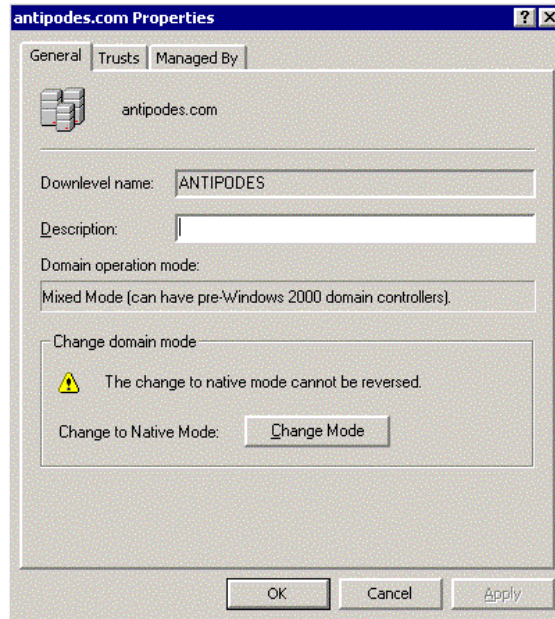 antipodes.com Properties
General Trusts Managed By
antipodes.com
Downlevel name: ANTIPODES
Description:
Domain operation mode:
Mixed Mode (can have pre-Windows 2000 domain controllers).
Change domain mode
The change to native mode cannot be reversed.
Change to Native Mode: Change Mode
OK Cancel Apply